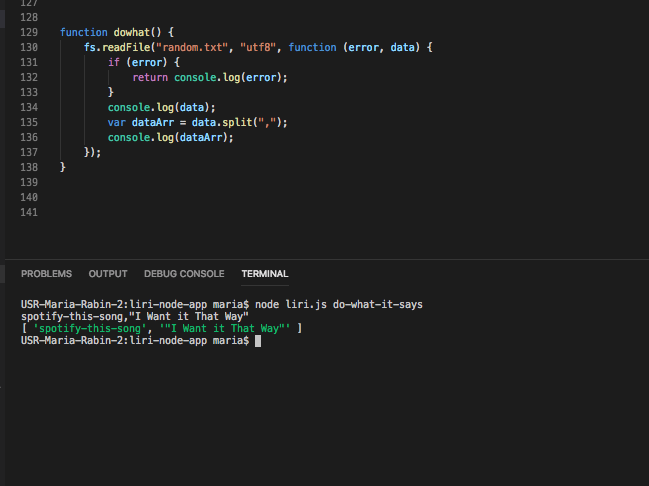 127
128
129 function dowhat() {
130 fs.readFile("random.txt", "utf8", function (error, data) {
131 if (error) {
132 return console.log(error);
133 }
134 console.log(data);
135 var dataArr = data.split(",");
136 console.log(dataArr);
137 });
138 }
139
140
141
PROBLEMS OUTPUT DEBUG CONSOLE TERMINAL
USR-Maria-Rabin-2:liri-node-app maria$ node liri.js do-what-it-says
spotify-this-song,"I Want it That Way"
[ 'spotify-this-song', '"I Want it That Way"' ]
USR-Maria-Rabin-2:liri-node-app maria$